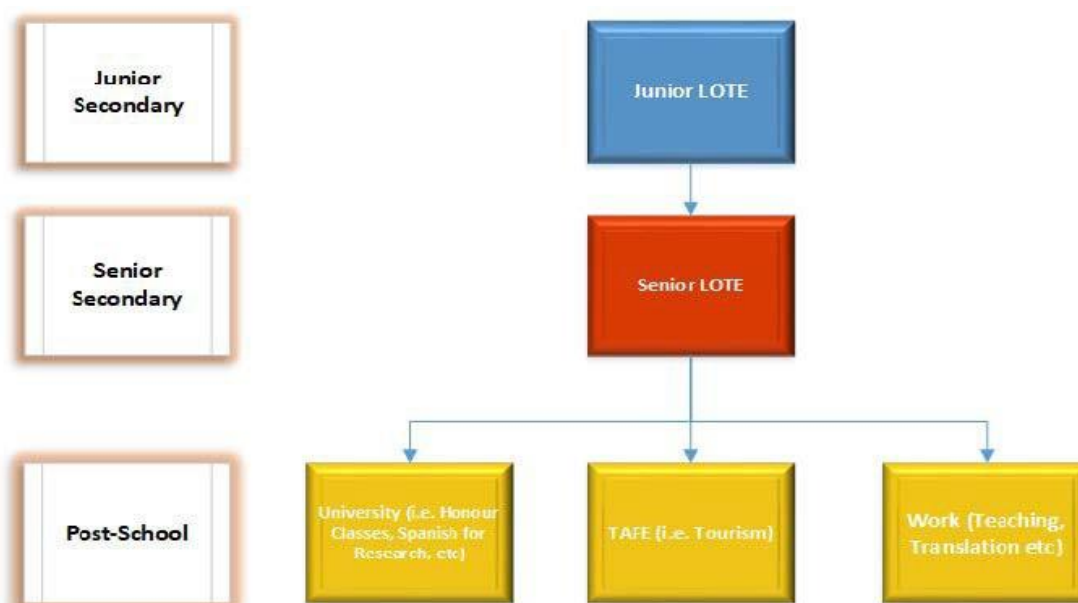 Junior
Secondary
Junior LOTE
Senior
Secondary
Senior LOTE
Post-School
University (i.e. Honour
Classes, Spanish for
Research, etc)
TAFE (i.e. Tourism)
Work (Teaching,
Translation etc)